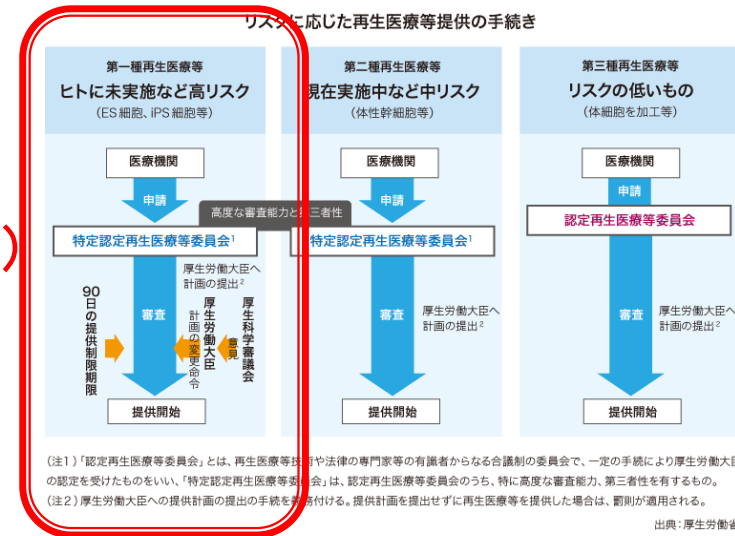 リスクに応じた再生医療等提供の手続き
第一種再生医療等
ヒトに未実施など高リスク
(ES細胞、iPS細胞等)
医療機関
申請
特定認定再生医療等委員会1
厚生労働大臣へ
計画の提出2
審査
90日の提供制限期限
厚生労働大臣
計画の変更命令
意見
厚生科学審議会
提供開始
高度な審査能力と第三者性
第二種再生医療等
現在実施中など中リスク
(体性幹細胞等)
医療機関
申請
特定認定再生医療等委員会1
審査
厚生労働大臣へ
計画の提出2
提供開始
第三種再生医療等
リスクの低いもの
(体細胞を加工等)
医療機関
申請
認定再生医療等委員会
審査
厚生労働大臣へ
計画の提出2
提供開始
(注1)「認定再生医療等委員会」とは、再生医療等技術や法律の専門家等の有識者からなる合議制の委員会で、一定の手続により厚生労働大臣
の認定を受けたものをいい、「特定認定再生医療等委員会」は、認定再生医療等委員会のうち、特に高度な審査能力、第三者性を有するもの。
(注2)厚生労働大臣への提供計画の提出の手続を義務付ける。提供計画を提出せずに再生医療等を提供した場合は、罰則が適用される。
出典:厚生労働省